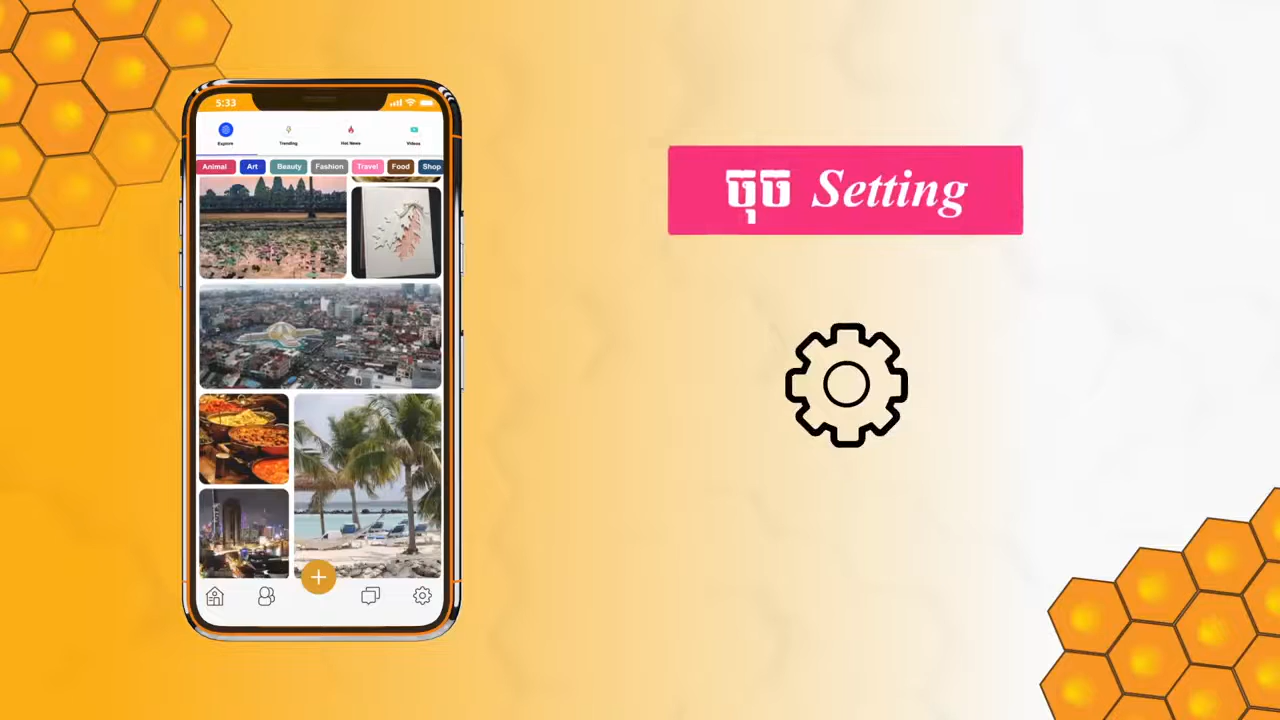 5:33
Explore Trending Hot News Videos
Animal Art Beauty Fashion Travel Food Shop
ចុច Setting